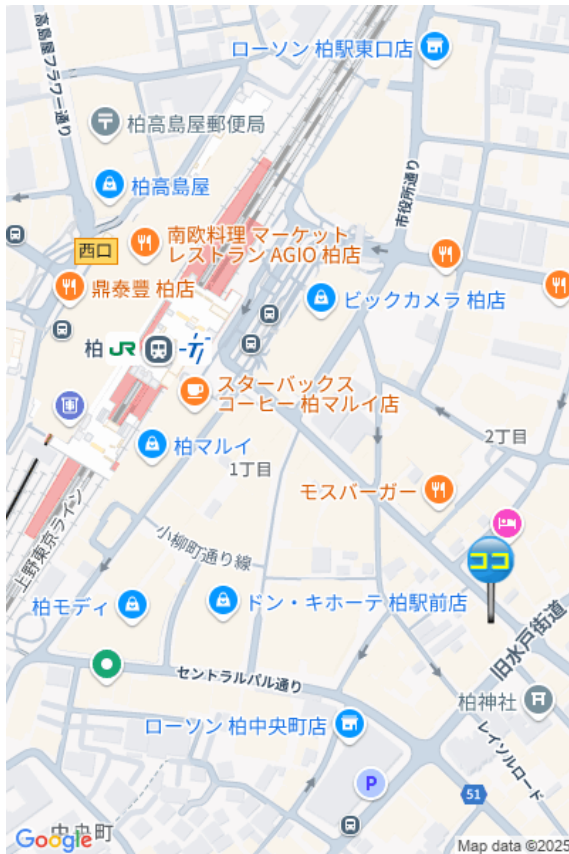 高島屋フラワー通り
ローソン 柏駅東口店
柏高島屋郵便局
市役所通り
柏高島屋
南欧料理 マーケット
レストラン AGIO 柏店
西口
鼎泰豐 柏店
ビックカメラ 柏店
柏 JR
スターバックス
コーヒー 柏マルイ店
柏マルイ
1丁目
2丁目
モスバーガー
上野東京ライン
小柳町通り線
ココ
柏モディ
ドン・キホーテ 柏駅前店
旧水戸街道
セントラルパル通り
柏神社
ローソン 柏中央町店
レイソルロード
P
51
中央町
Google
Map data ©2025